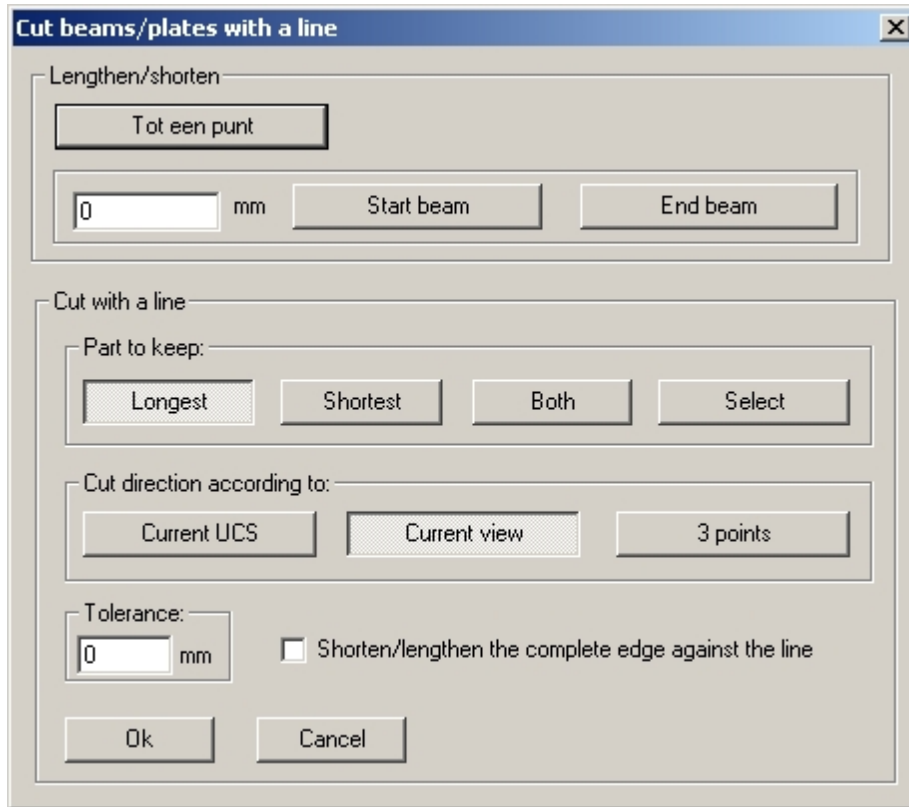 Cut beams/plates with a line
Lengthen/shorten
Tot een punt
0 mm Start beam End beam
Cut with a line
Part to keep:
Longest Shortest Both Select
Cut direction according to:
Current UCS Current view 3 points
Tolerance:
0 mm Shorten/lengthen the complete edge against the line
Ok Cancel